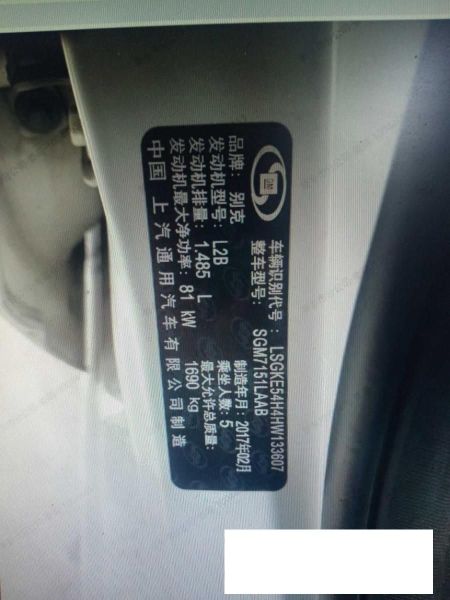 GM
车辆识别代号:LSGKE54H4HW133607
整车型号:SGM7151LAAB
品牌:别克 制造年月:2017年02月
发动机型号:L2B 乘坐人数:5
发动机排量:1.485 L 最大允许总质量:
发动机最大净功率:81 kW 1690 kg
中国 上汽通用汽车有限公司制造